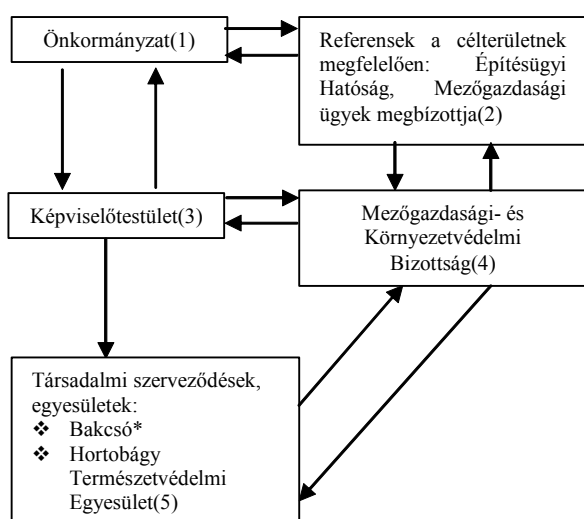 Önkormányzat(1)
Referensek a célterületnek
megfelelően: Építésügyi
Hatóság, Mezőgazdasági
ügyek megbízottja(2)
Képviselőtestület(3)
Mezőgazdasági- és
Környezetvédelmi
Bizottság(4)
Társadalmi szerveződések,
egyesületek:
❖ Bakcsó*
❖ Hortobágy
Természetvédelmi
Egyesület(5)